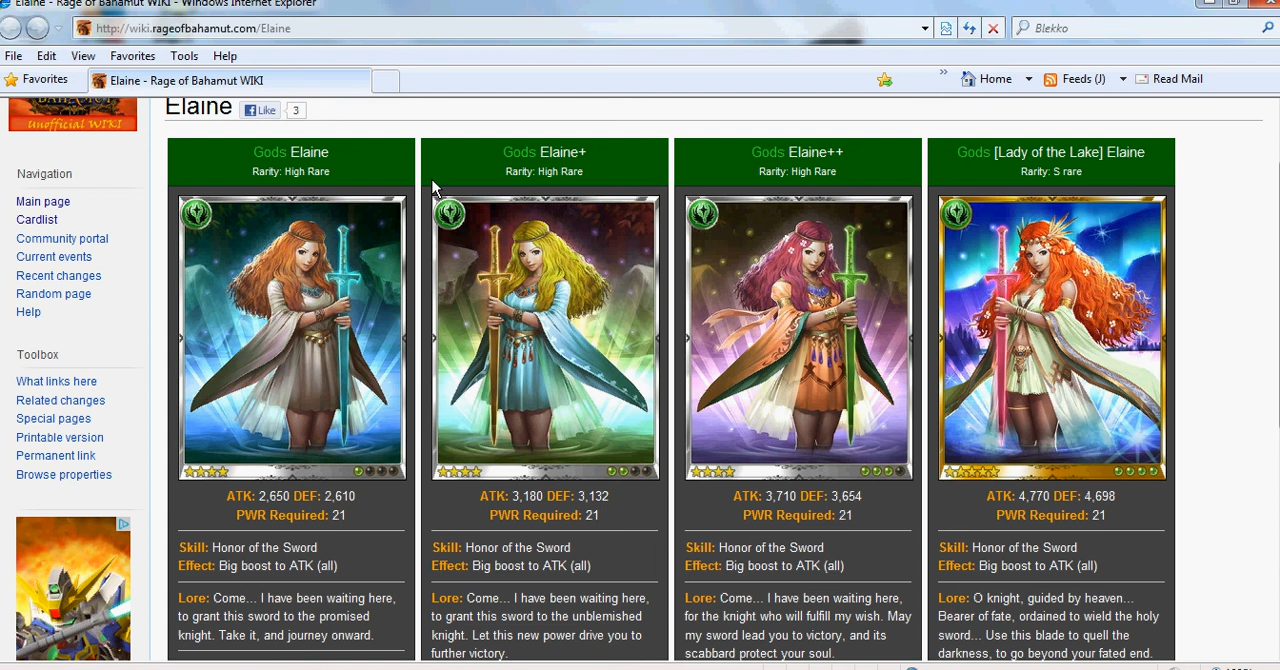 Elaine - Rage of Bahamut WIKI - Windows Internet Explorer
http://wiki.rageofbahamut.com/Elaine
Blekko
File Edit View Favorites Tools Help
Favorites
Elaine - Rage of Bahamut WIKI
» Home Feeds (J) Read Mail
BAHAMUT
Unofficial WIKI
Elaine
Like 3
Navigation
Main page
Cardlist
Community portal
Current events
Recent changes
Random page
Help
Toolbox
What links here
Related changes
Special pages
Printable version
Permanent link
Browse properties
Gods Elaine
Rarity: High Rare
ATK: 2,650 DEF: 2,610
PWR Required: 21
Skill: Honor of the Sword
Effect: Big boost to ATK (all)
Lore: Come... I have been waiting here,
to grant this sword to the promised
knight. Take it, and journey onward.
Gods Elaine+
Rarity: High Rare
ATK: 3,180 DEF: 3,132
PWR Required: 21
Skill: Honor of the Sword
Effect: Big boost to ATK (all)
Lore: Come... I have been waiting here,
to grant this sword to the unblemished
knight. Let this new power drive you to
further victory.
Gods Elaine++
Rarity: High Rare
ATK: 3,710 DEF: 3,654
PWR Required: 21
Skill: Honor of the Sword
Effect: Big boost to ATK (all)
Lore: Come... I have been waiting here,
for the knight who will fulfill my wish. May
my sword lead you to victory, and its
scabbard protect your soul.
Gods [Lady of the Lake] Elaine
Rarity: S rare
ATK: 4,770 DEF: 4,698
PWR Required: 21
Skill: Honor of the Sword
Effect: Big boost to ATK (all)
Lore: O knight, guided by heaven...
Bearer of fate, ordained to wield the holy
sword... Use this blade to quell the
darkness, to go beyond your fated end.